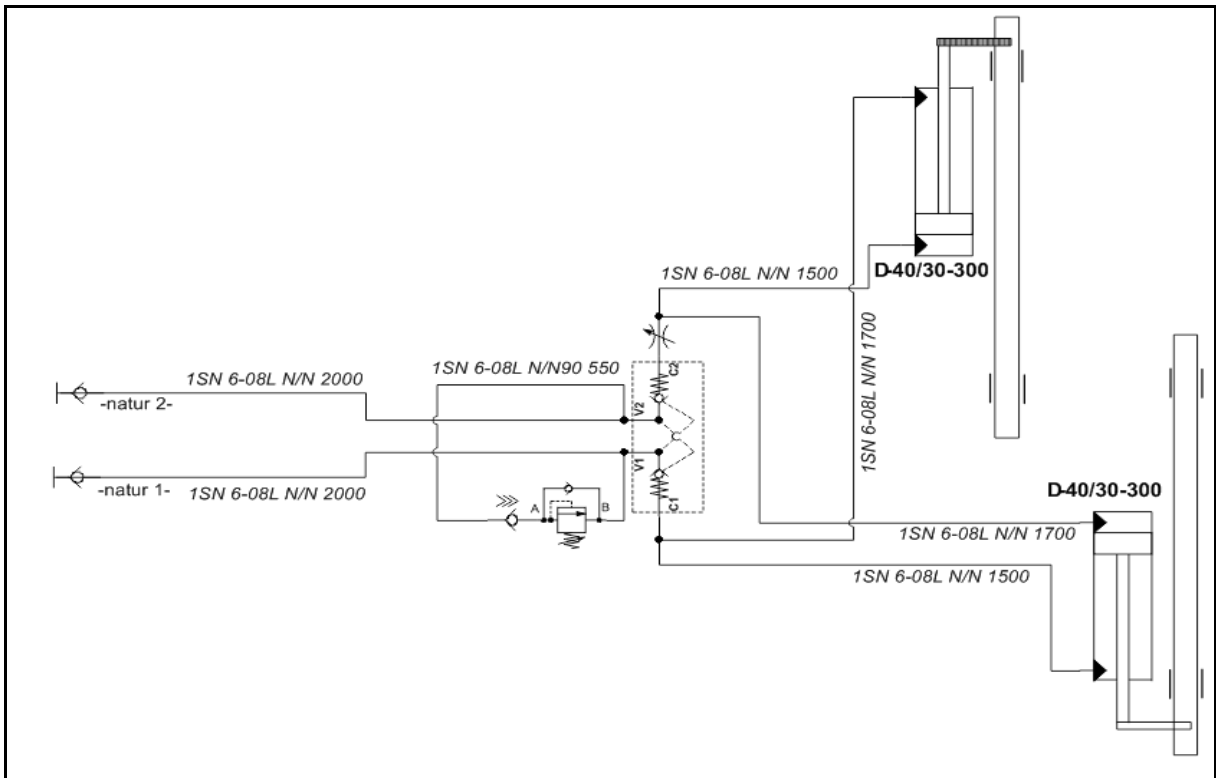 D-40/30-300
1SN 6-08L N/N 1500
1SN 6-08L N/N 1700
1SN 6-08L N/N90 550
1SN 6-08L N/N 2000
-natur 2-
C2
V2
C
V1
C1
-natur 1-
1SN 6-08L N/N 2000
A
B
D-40/30-300
1SN 6-08L N/N 1700
1SN 6-08L N/N 1500